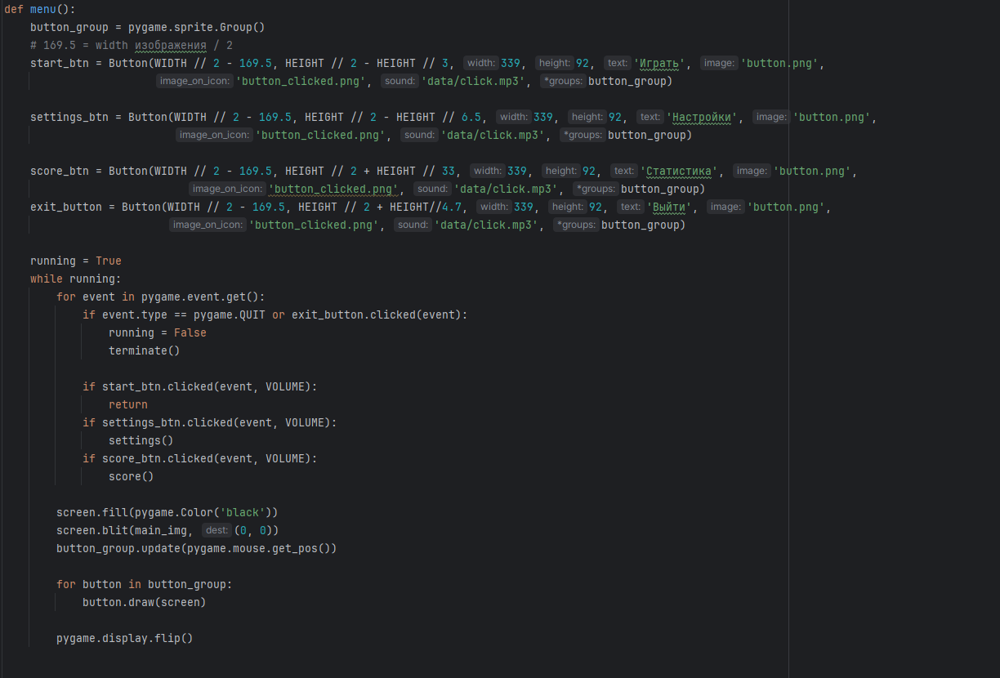 def menu():
    button_group = pygame.sprite.Group()
    # 169.5 = width изображения / 2
    start_btn = Button(WIDTH // 2 - 169.5, HEIGHT // 2 - HEIGHT // 3, width: 339, height: 92, text: 'Играть', image: 'button.png',
                       image_on_icon: 'button_clicked.png', sound: 'data/click.mp3', *groups: button_group)

    settings_btn = Button(WIDTH // 2 - 169.5, HEIGHT // 2 - HEIGHT // 6.5, width: 339, height: 92, text: 'Настройки', image: 'button.png',
                          image_on_icon: 'button_clicked.png', sound: 'data/click.mp3', *groups: button_group)

    score_btn = Button(WIDTH // 2 - 169.5, HEIGHT // 2 + HEIGHT // 33, width: 339, height: 92, text: 'Статистика', image: 'button.png',
                       image_on_icon: 'button_clicked.png', sound: 'data/click.mp3', *groups: button_group)
    exit_button = Button(WIDTH // 2 - 169.5, HEIGHT // 2 + HEIGHT//4.7, width: 339, height: 92, text: 'Выйти', image: 'button.png',
                         image_on_icon: 'button_clicked.png', sound: 'data/click.mp3', *groups: button_group)

    running = True
    while running:
        for event in pygame.event.get():
            if event.type == pygame.QUIT or exit_button.clicked(event):
                running = False
                terminate()

            if start_btn.clicked(event, VOLUME):
                return
            if settings_btn.clicked(event, VOLUME):
                settings()
            if score_btn.clicked(event, VOLUME):
                score()

        screen.fill(pygame.Color('black'))
        screen.blit(main_img, dest: (0, 0))
        button_group.update(pygame.mouse.get_pos())

        for button in button_group:
            button.draw(screen)

        pygame.display.flip()